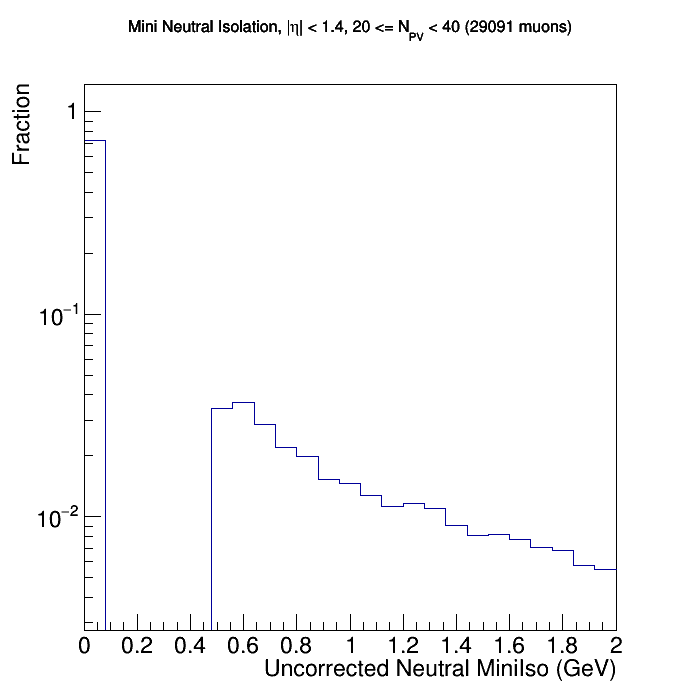 Mini Neutral Isolation, |η| < 1.4, 20 <= N_PV < 40 (29091 muons)
Fraction
1
10^−1
10^−2
0 0.2 0.4 0.6 0.8 1 1.2 1.4 1.6 1.8 2
Uncorrected Neutral MiniIso (GeV)